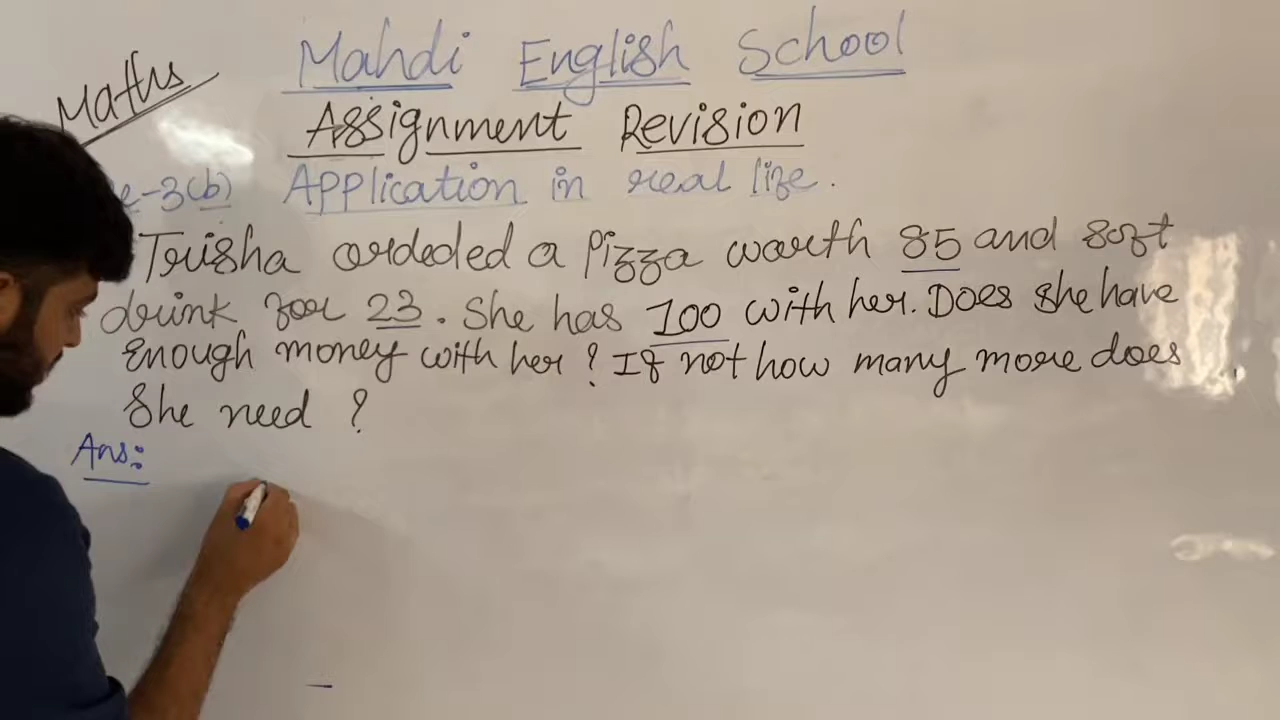 Maths
Mahdi English School
Assignment Revision
-3(b) Application in real life.
Trisha ordeded a Pizza worth 85 and soft
drink for 23. She has 100 with her. Does she have
Enough money with her ? If not how many more does
She need ?
Ans: